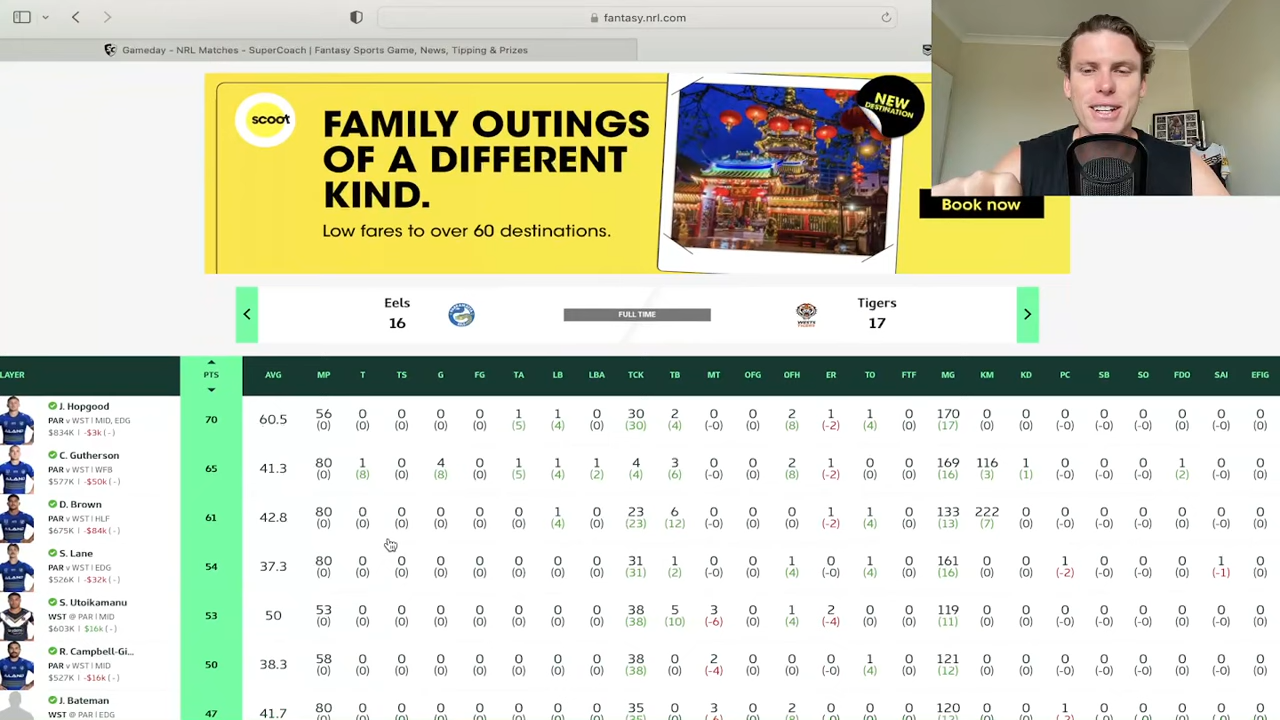 fantasy.nrl.com
Gameday - NRL Matches - SuperCoach | Fantasy Sports Game, News, Tipping & Prizes
scoot
FAMILY OUTINGS
OF A DIFFERENT
KIND.
Low fares to over 60 destinations.
NEW
DESTINATION
Book now
Eels
16
FULL TIME
Tigers
17
LAYER PTS AVG MP T TS G FG TA LB LBA TCK TB MT OFG OFH ER TO FTF MG KM KD PC SB SO FDO SAI EFIG
J. Hopgood
PAR v WST | MID, EDG
$834K | -$3k ( - )
70 60.5 56 0 0 0 0 1 1 0 30 2 0 0 2 1 1 0 170 0 0 0 0 0 0 0 0
(0) (0) (0) (0) (0) (5) (4) (0) (30) (4) (-0) (0) (8) (-2) (4) (0) (17) (0) (0) (-0) (-0) (-0) (0) (-0) (-0)
C. Gutherson
PAR v WST | WFB
$577K | -$50k ( - )
65 41.3 80 1 0 4 0 1 1 1 4 3 0 0 2 1 1 0 169 116 1 0 0 0 1 0 0
(0) (8) (0) (8) (0) (5) (4) (2) (4) (6) (-0) (0) (8) (-2) (4) (0) (16) (3) (1) (-0) (-0) (-0) (2) (-0) (-0)
D. Brown
PAR v WST | HLF
$675K | -$84k ( - )
61 42.8 80 0 0 0 0 0 1 0 23 6 0 0 0 1 1 0 133 222 0 0 0 0 0 0 0
(0) (0) (0) (0) (0) (0) (4) (0) (23) (12) (-0) (0) (0) (-2) (4) (0) (13) (7) (0) (-0) (-0) (-0) (0) (-0) (-0)
S. Lane
PAR v WST | EDG
$526K | -$32k ( - )
54 37.3 80 0 0 0 0 0 0 0 31 1 0 0 1 0 1 0 161 0 0 1 0 0 0 1 0
(0) (0) (0) (0) (0) (0) (0) (0) (31) (2) (-0) (0) (4) (-0) (4) (0) (16) (0) (0) (-2) (-0) (-0) (0) (-1) (-0)
S. Utoikamanu
WST @ PAR | MID
$603K | $16k ( - )
53 50 53 0 0 0 0 0 0 0 38 5 3 0 1 2 0 0 119 0 0 0 0 0 0 0 0
(0) (0) (0) (0) (0) (0) (0) (0) (38) (10) (-6) (0) (4) (-4) (0) (0) (11) (0) (0) (-0) (-0) (-0) (0) (-0) (-0)
R. Campbell-Gi...
PAR v WST | MID
$527K | -$16k ( - )
50 38.3 58 0 0 0 0 0 0 0 38 0 2 0 0 0 1 0 121 0 0 0 0 0 0 0 0
(0) (0) (0) (0) (0) (0) (0) (0) (38) (0) (-4) (0) (0) (-0) (4) (0) (12) (0) (0) (-0) (-0) (-0) (0) (-0) (-0)
J. Bateman
WST @ PAR | EDG
47 41.7 80 0 0 0 0 0 0 0 35 0 3 0 2 0 0 0 120 0 0 1 0 0 0 0 0